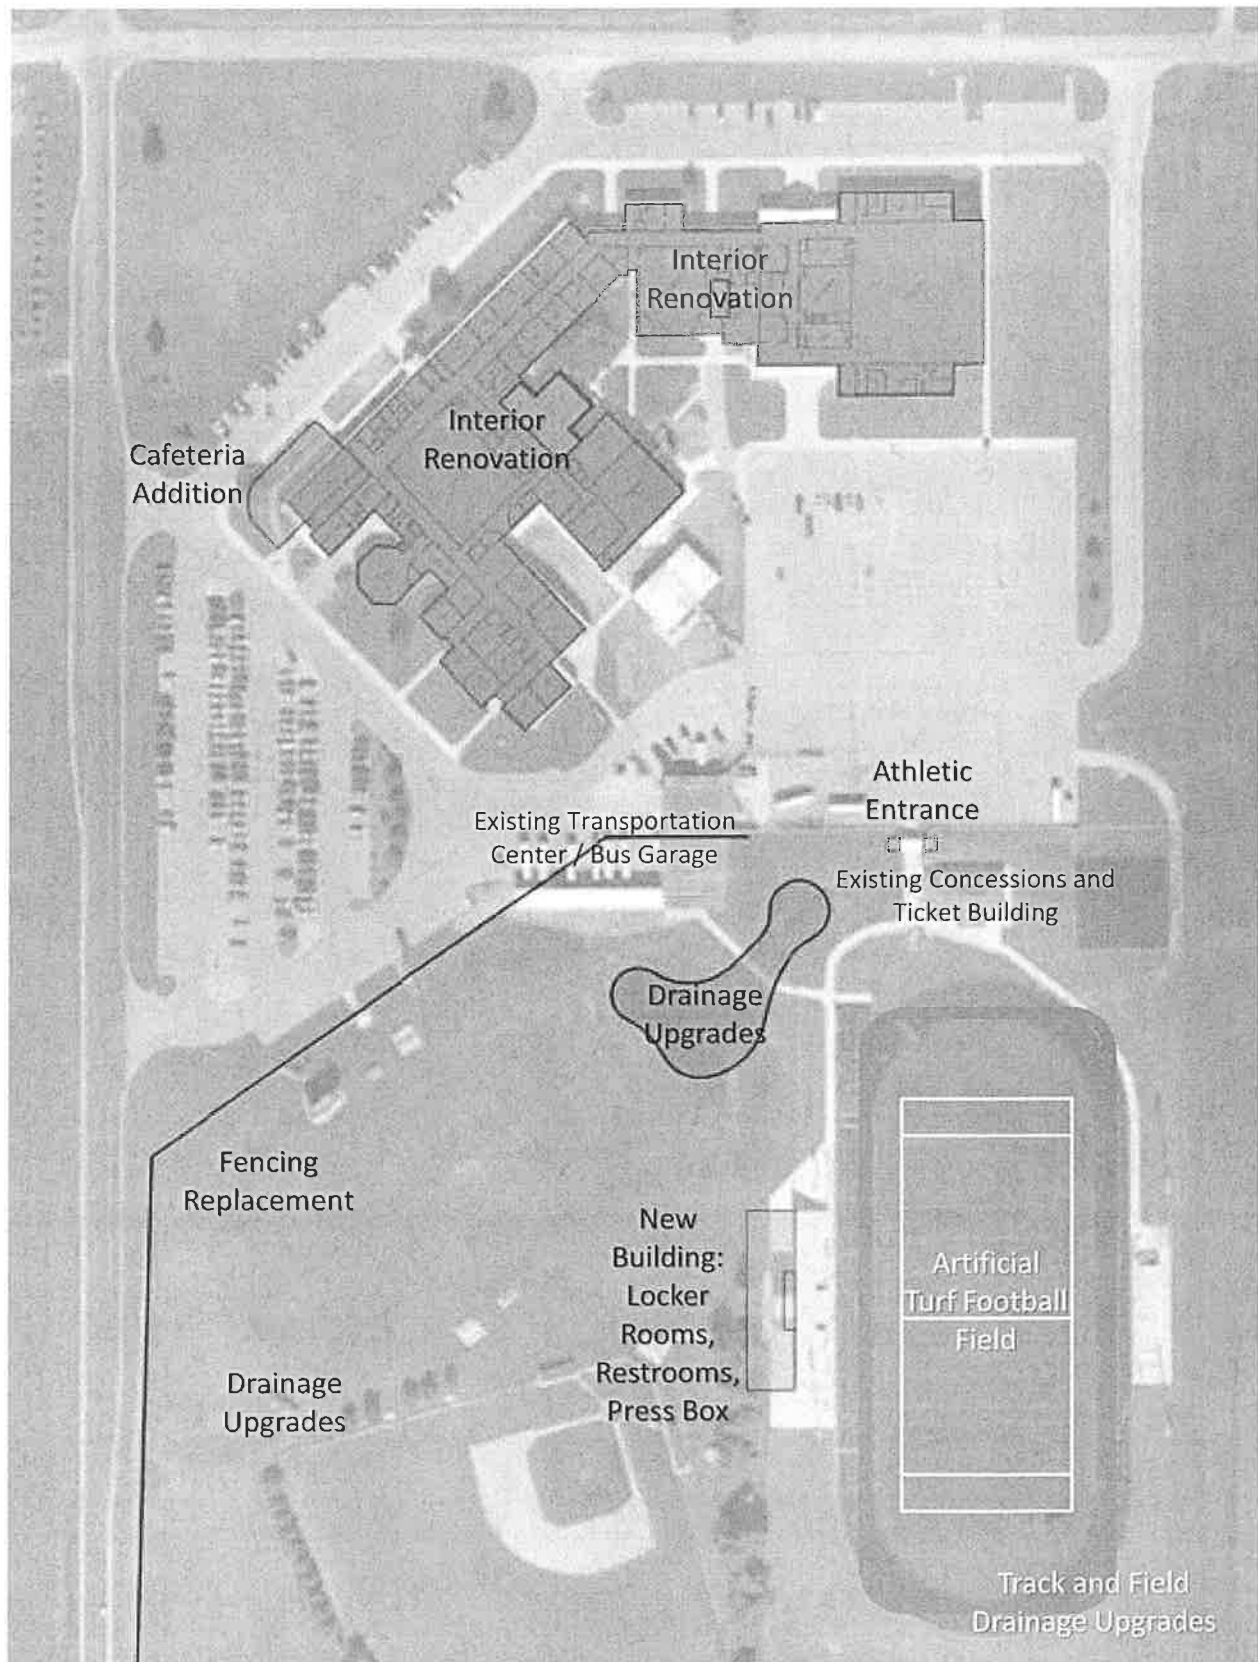 Interior
Renovation
Interior
Renovation
Cafeteria
Addition
Athletic
Entrance
Existing Transportation
Center / Bus Garage
Existing Concessions and
Ticket Building
Drainage
Upgrades
Fencing
Replacement
New
Building:
Locker
Rooms,
Restrooms,
Press Box
Artificial
Turf Football
Field
Drainage
Upgrades
Track and Field
Drainage Upgrades